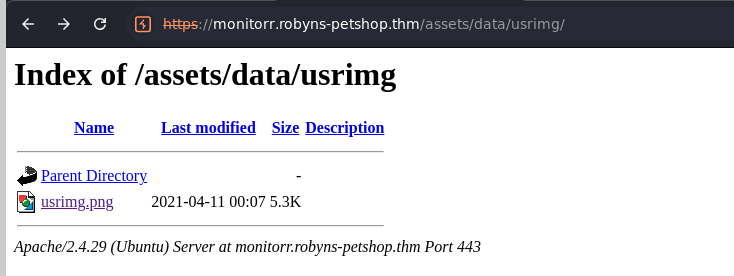 https://monitorr.robyns-petshop.thm/assets/data/usrimg/
Index of /assets/data/usrimg
Name Last modified Size Description
Parent Directory -
usrimg.png 2021-04-11 00:07 5.3K
Apache/2.4.29 (Ubuntu) Server at monitorr.robyns-petshop.thm Port 443